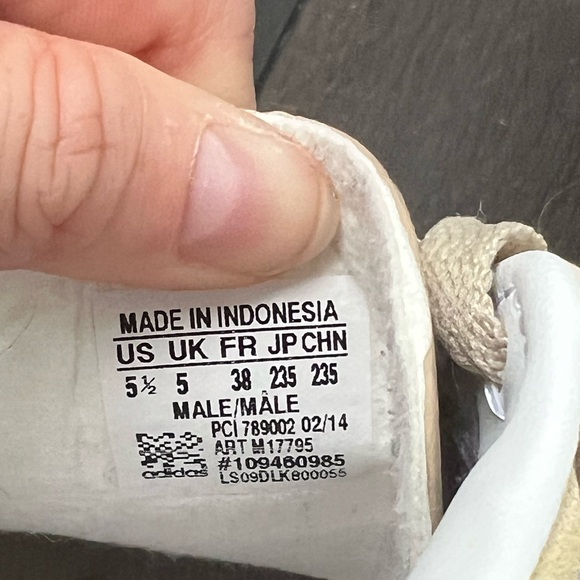 MADE IN INDONESIA
US UK FR JP CHN
5½ 5 38 235 235
MALE/MÂLE
PCI 789002 02/14
ART M17795
#109460985
adidas LS09DLK800055